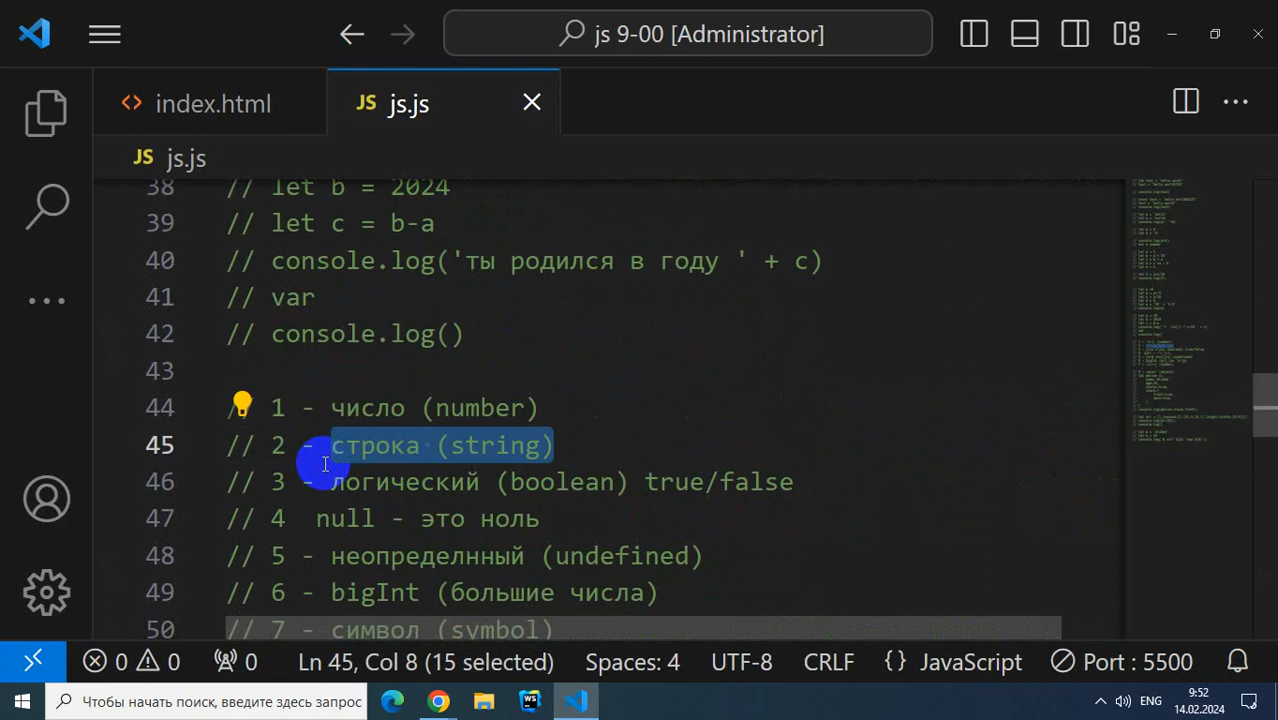 js 9-00 [Administrator]
index.html
JS js.js
JS js.js
38 // let b = 2024
39 // let c = b-a
40 // console.log('ты родился в году ' + c)
41 // var
42 // console.log()
43
44 // 1 - число (number)
45 // 2 - строка (string)
46 // 3 - логический (boolean) true/false
47 // 4  null - это ноль
48 // 5 - неопределнный (undefined)
49 // 6 - bigInt (большие числа)
50 // 7 - символ (symbol)
0 0 0 Ln 45, Col 8 (15 selected) Spaces: 4 UTF-8 CRLF {} JavaScript Port : 5500
Чтобы начать поиск, введите здесь запрос
WS
ENG
9:52
14.02.2024